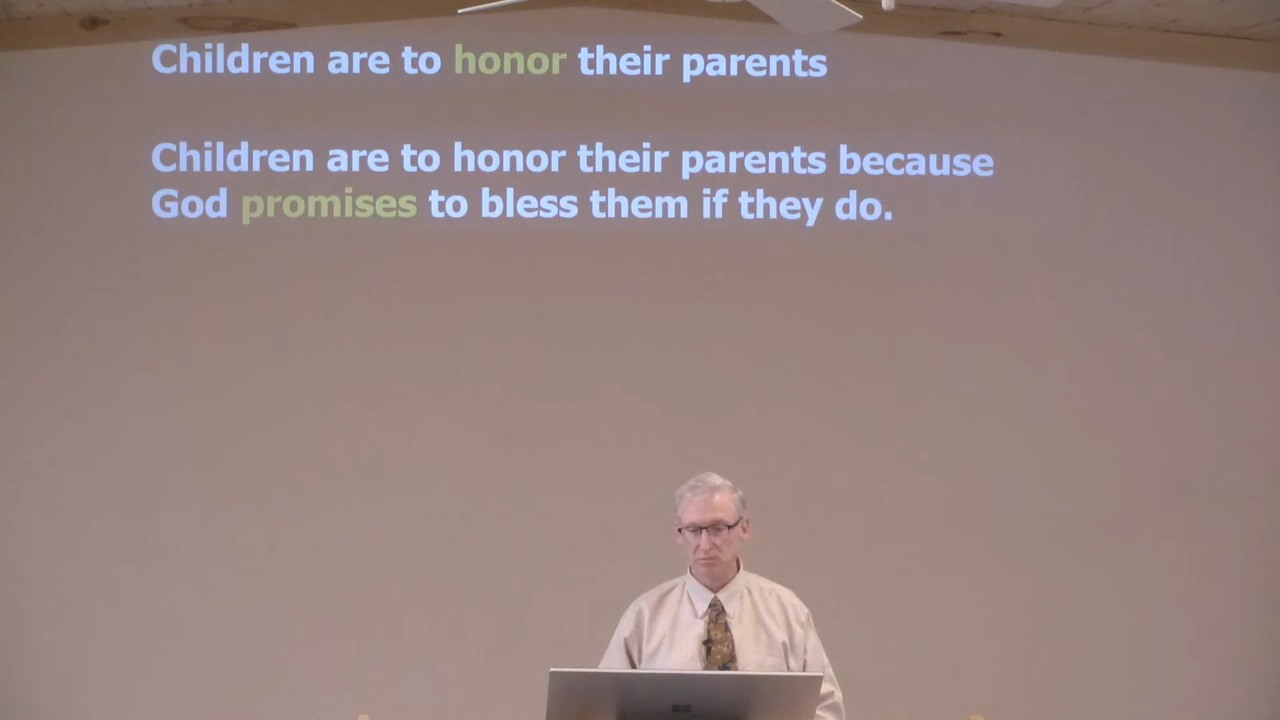 Children are to honor their parents
Children are to honor their parents because
God promises to bless them if they do.